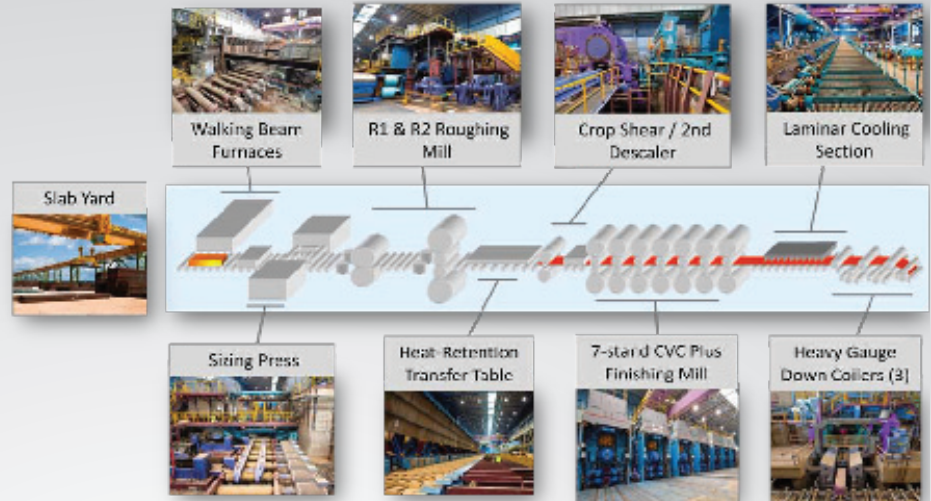 Walking Beam
Furnaces
R1 & R2 Roughing
Mill
Crop Shear / 2nd
Descaler
Laminar Cooling
Section
Slab Yard
Sizing Press
Heat-Retention
Transfer Table
7-stand CVC Plus
Finishing Mill
Heavy Gauge
Down Coilers (3)